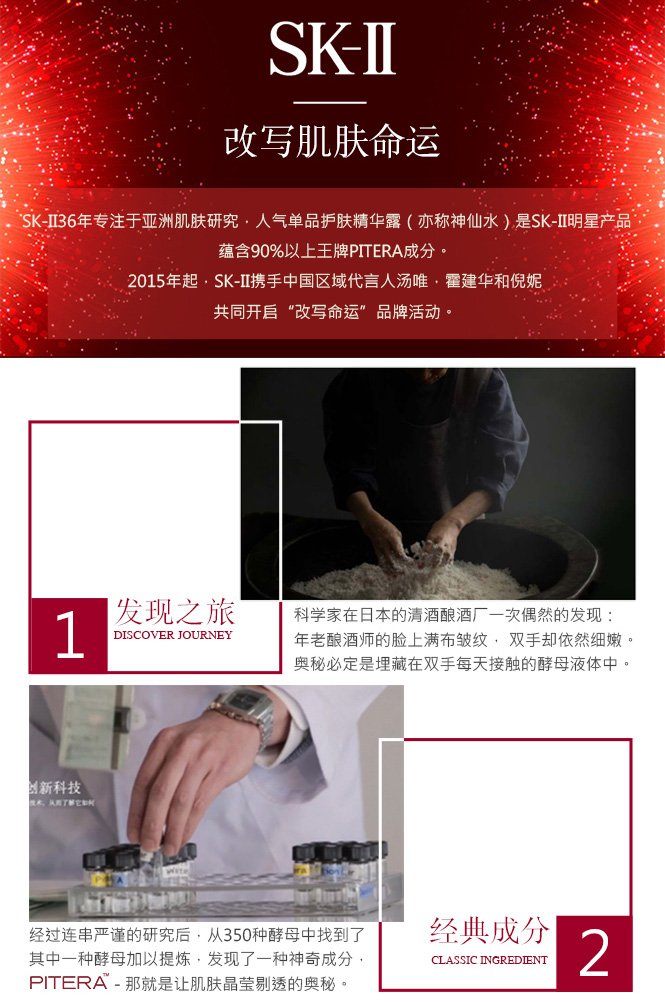 SK-II
改写肌肤命运
SK-II36年专注于亚洲肌肤研究，人气单品护肤精华露（亦称神仙水）是SK-II明星产品，
蕴含90%以上王牌PITERA成分。
2015年起，SK-II携手中国区域代言人汤唯，霍建华和倪妮
共同开启“改写命运”品牌活动。
1
发现之旅
DISCOVER JOURNEY
科学家在日本的清酒酿酒厂一次偶然的发现：
年老酿酒师的脸上满布皱纹， 双手却依然细嫩。
奥秘必定是埋藏在双手每天接触的酵母液体中。
创新科技
技术，从而了解它如何
经过连串严谨的研究后，从350种酵母中找到了
其中一种酵母加以提炼，发现了一种神奇成分，
PITERA™ - 那就是让肌肤晶莹剔透的奥秘。
经典成分
CLASSIC INGREDIENT
2